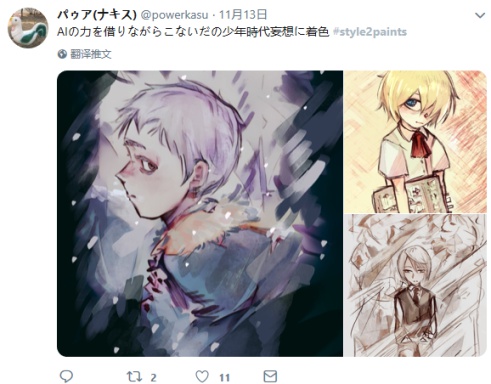 パゥア(ナキス) @powerkasu · 11月13日
AIの力を借りながらこないだの少年時代妄想に着色 #style2paints
翻译推文
2 11